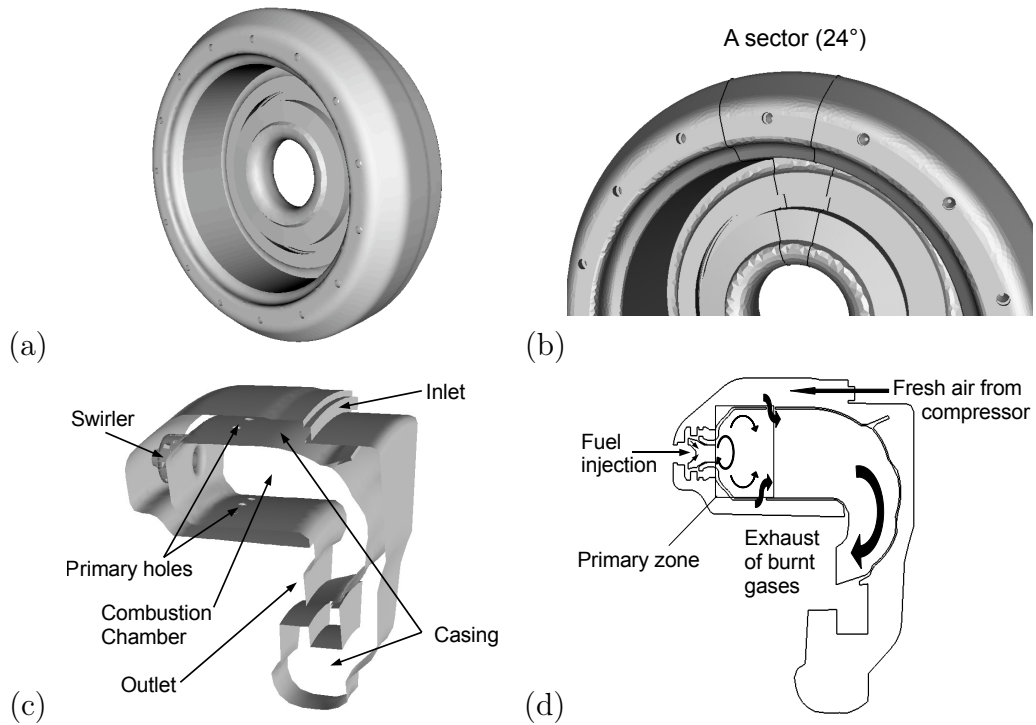 A sector (24°)
(a)
(b)
Inlet
Swirler
Primary holes
Combustion
Chamber
Outlet
Casing
(c)
Fresh air from
compressor
Fuel
injection
Primary zone
Exhaust
of burnt
gases
(d)